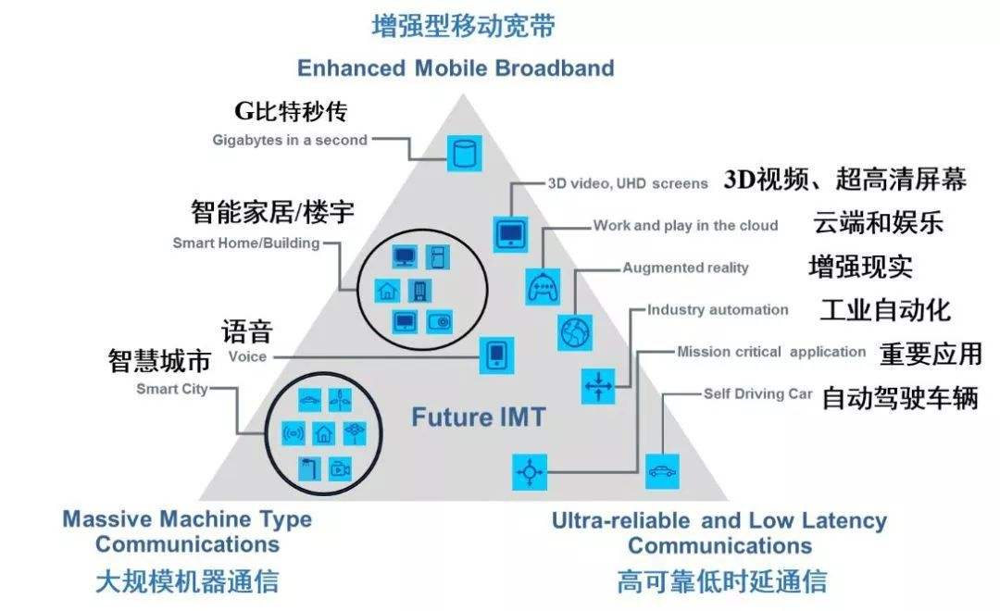 增强型移动宽带
Enhanced Mobile Broadband
G比特秒传
Gigabytes in a second
3D video, UHD screens 3D视频、超高清屏幕
智能家居/楼宇
Smart Home/Building
Work and play in the cloud 云端和娱乐
Augmented reality 增强现实
Industry automation 工业自动化
语音
Voice
Mission critical application 重要应用
智慧城市
Smart City
Self Driving Car 自动驾驶车辆
Future IMT
Massive Machine Type
Communications
大规模机器通信
Ultra-reliable and Low Latency
Communications
高可靠低时延通信